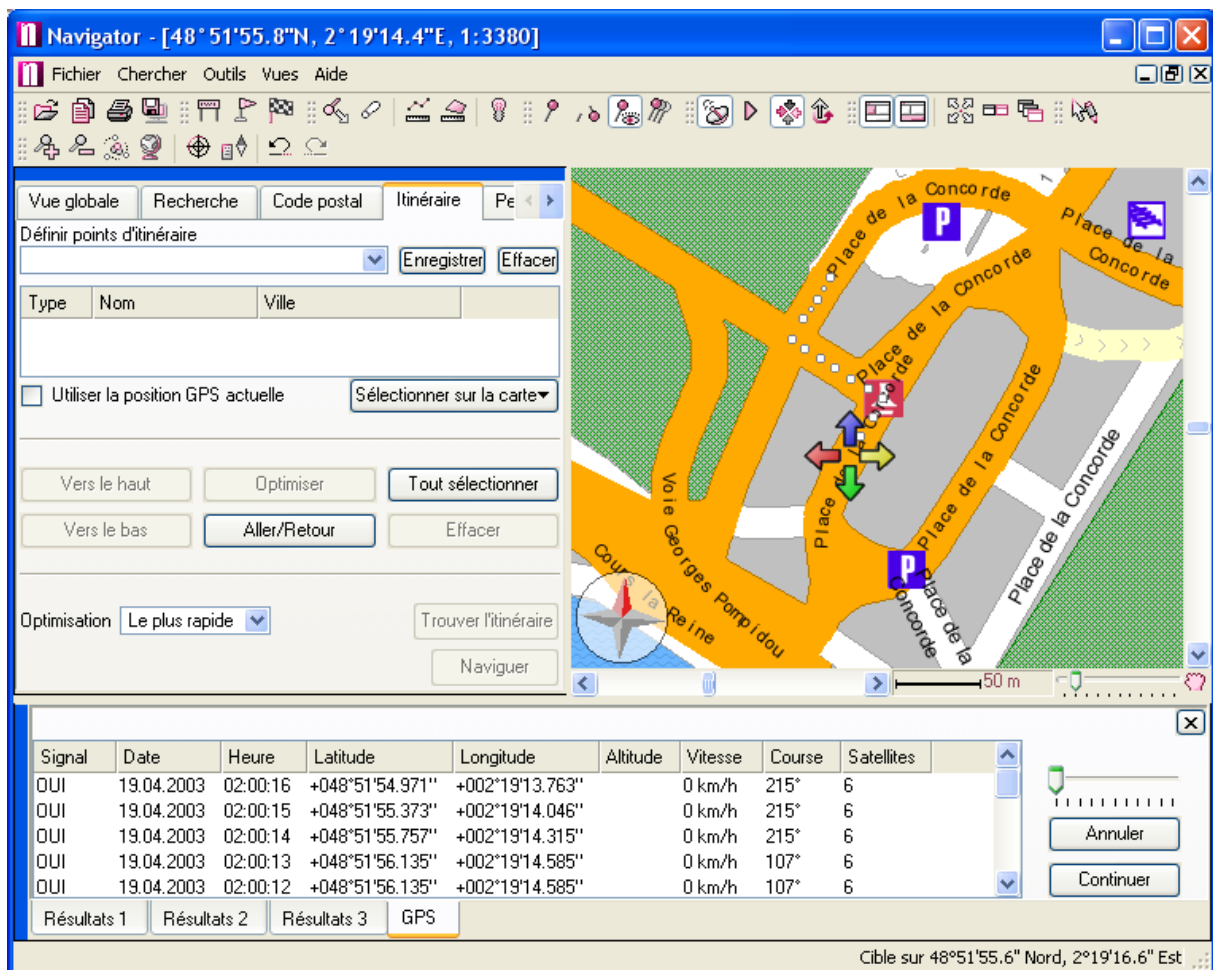 Navigator - [48°51'55.8"N, 2°19'14.4"E, 1:3380]
Fichier Chercher Outils Vues Aide
Vue globale Recherche Code postal Itinéraire Pe
Définir points d'itinéraire
Enregistrer Effacer
Type Nom Ville
Utiliser la position GPS actuelle Sélectionner sur la carte
Vers le haut Optimiser Tout sélectionner
Vers le bas Aller/Retour Effacer
Optimisation Le plus rapide Trouver l'itinéraire
Naviguer
Place de la Concorde
P
Place de la Concorde
Place de la Concorde
Place de la Concorde
Place de la Concorde
Place de la Concorde
Voie Georges Pompidou
Cours la Reine
P
Place de la Concorde
50 m
Signal Date Heure Latitude Longitude Altitude Vitesse Course Satellites
OUI 19.04.2003 02:00:16 +048°51'54.971'' +002°19'13.763'' 0 km/h 215° 6
OUI 19.04.2003 02:00:15 +048°51'55.373'' +002°19'14.046'' 0 km/h 215° 6
OUI 19.04.2003 02:00:14 +048°51'55.757'' +002°19'14.315'' 0 km/h 215° 6
OUI 19.04.2003 02:00:13 +048°51'56.135'' +002°19'14.585'' 0 km/h 107° 6
OUI 19.04.2003 02:00:12 +048°51'56.135'' +002°19'14.585'' 0 km/h 107° 6
Annuler
Continuer
Résultats 1 Résultats 2 Résultats 3 GPS
Cible sur 48°51'55.6" Nord, 2°19'16.6" Est